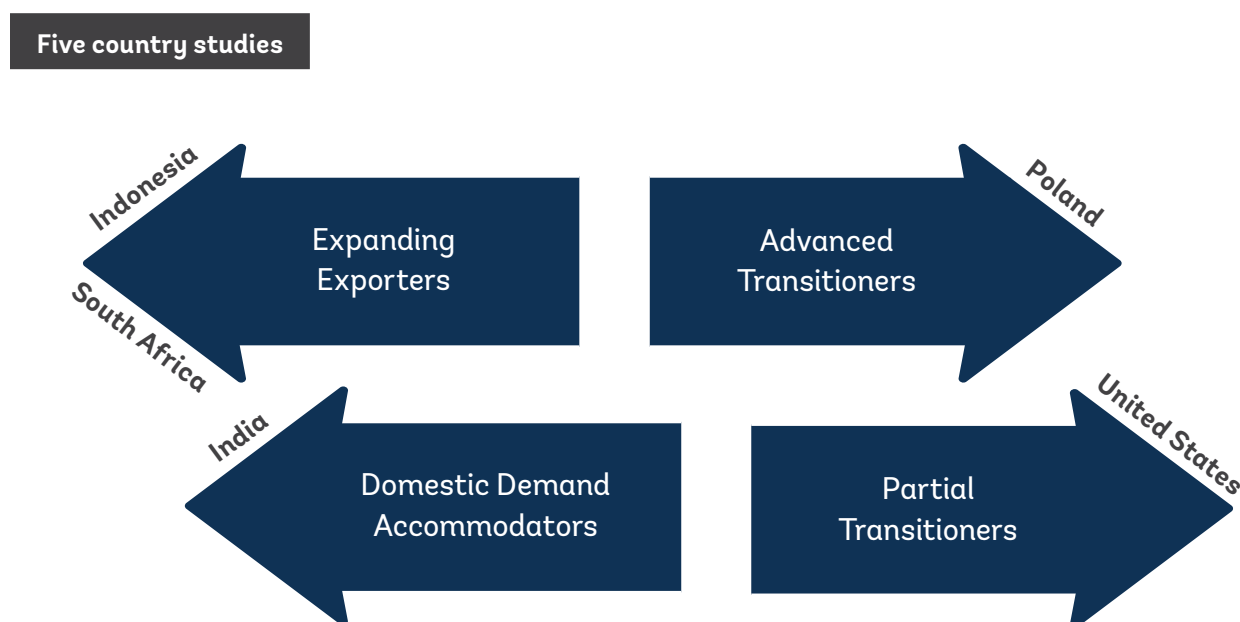 Five country studies
Indonesia
Expanding
Exporters
South Africa
Advanced
Transitioners
Poland
India
Domestic Demand
Accommodators
Partial
Transitioners
United States